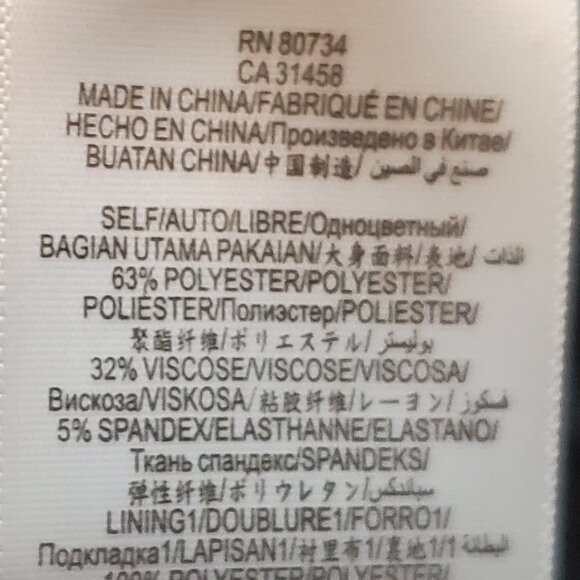 RN 80734
CA 31458
MADE IN CHINA/FABRIQUÉ EN CHINE/
HECHO EN CHINA/Произведено в Китае/
BUATAN CHINA/中国制造/ صنع في الصين
SELF/AUTO/LIBRE/Одноцветный/
BAGIAN UTAMA PAKAIAN/大身面料/表地/ الذات
63% POLYESTER/POLYESTER/
POLIÉSTER/Полиэстер/POLIESTER/
聚酯纤维/ポリエステル/ بوليستر
32% VISCOSE/VISCOSE/VISCOSA/
Вискоза/VISKOSA/粘胶纤维/レーヨン/ فسكوز
5% SPANDEX/ELASTHANNE/ELASTANO/
Ткань спандекс/SPANDEKS/
弹性纤维/ポリウレタン/ سباندكس
LINING1/DOUBLURE1/FORRO1/
Подкладка1/LAPISAN1/衬里布1/裏地1/ البطانة1
100% POLYESTER/POLYESTER/